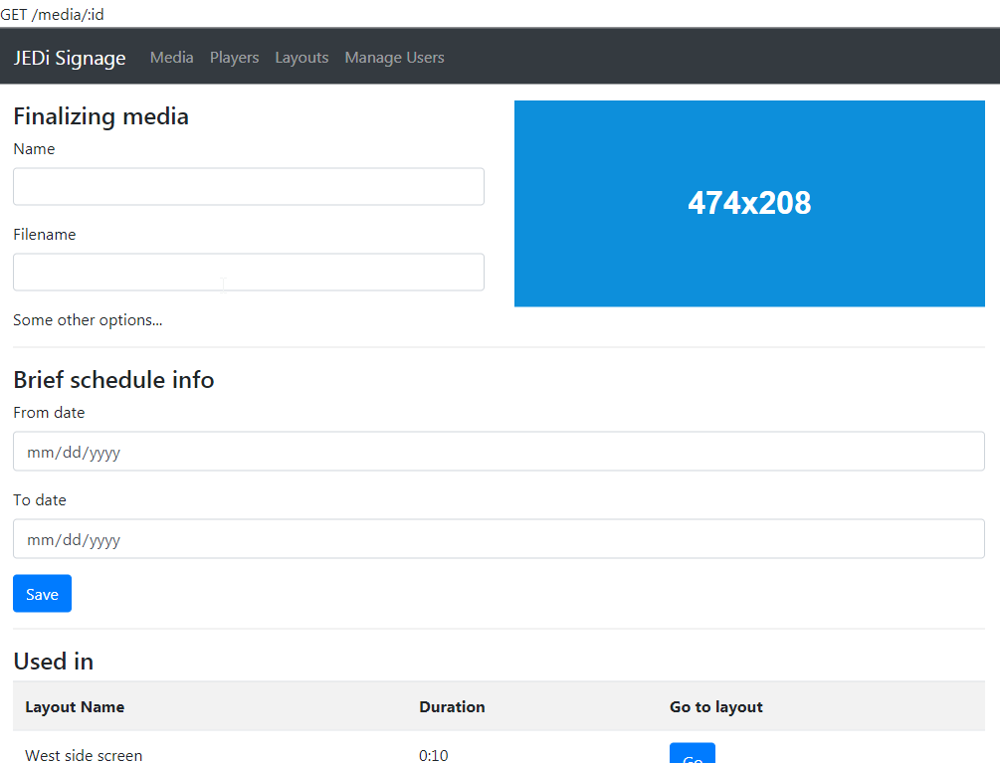 GET /media/:id
JEDi Signage Media Players Layouts Manage Users
Finalizing media
Name
474x208
Filename
Some other options...
Brief schedule info
From date
mm/dd/yyyy
To date
mm/dd/yyyy
Save
Used in
Layout Name Duration Go to layout
West side screen 0:10 Go